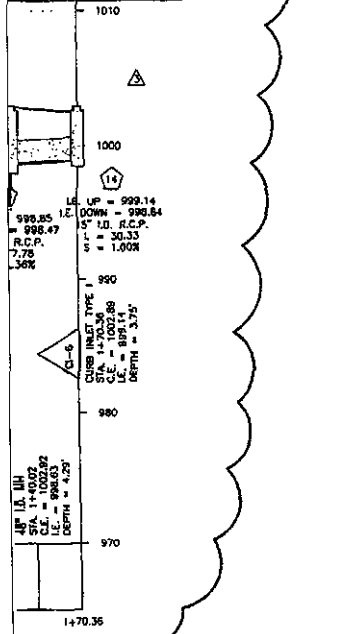 1010
3
1000
14
I.E. UP = 999.14
I.E. DOWN = 998.84
15" I.D. R.C.P.
L = 30.33
S = 1.00%
998.85
= 998.47
R.C.P.
7.78
.36%
990
CI-6
CURB INLET TYPE 1
STA. 1+70.36
C.E. = 1002.89
I.E. = 999.14
DEPTH = 3.75'
980
48" I.D. MH
STA. 1+40.02
C.E. = 1002.92
I.E. = 998.63
DEPTH = 4.29'
970
1+70.36